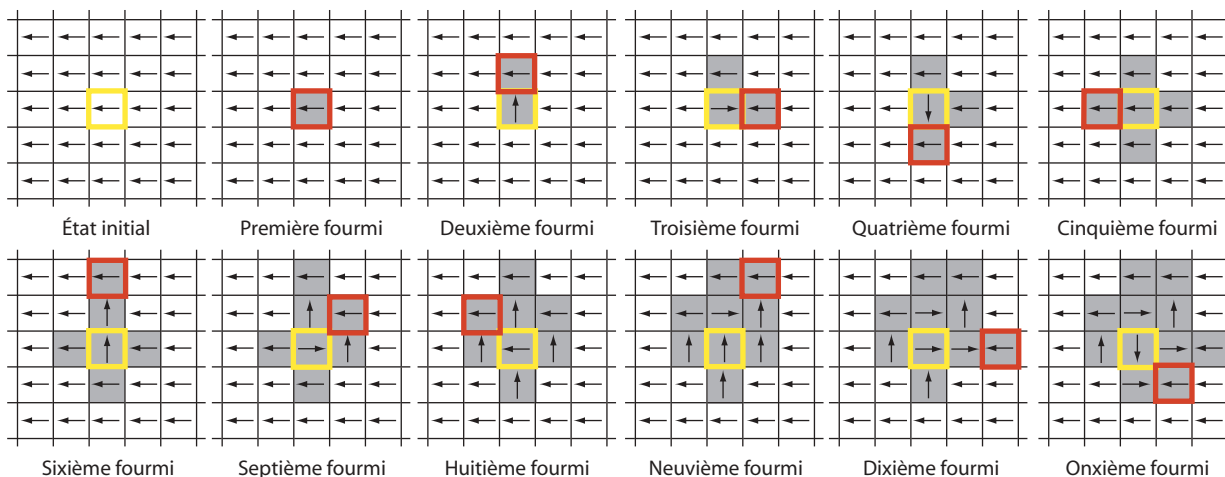 État initial
Première fourmi
Deuxième fourmi
Troisième fourmi
Quatrième fourmi
Cinquième fourmi
Sixième fourmi
Septième fourmi
Huitième fourmi
Neuvième fourmi
Dixième fourmi
Onxième fourmi